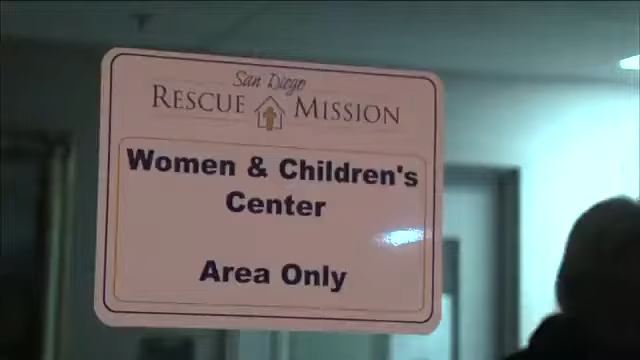 San Diego
RESCUE MISSION
Women & Children's
Center
Area Only